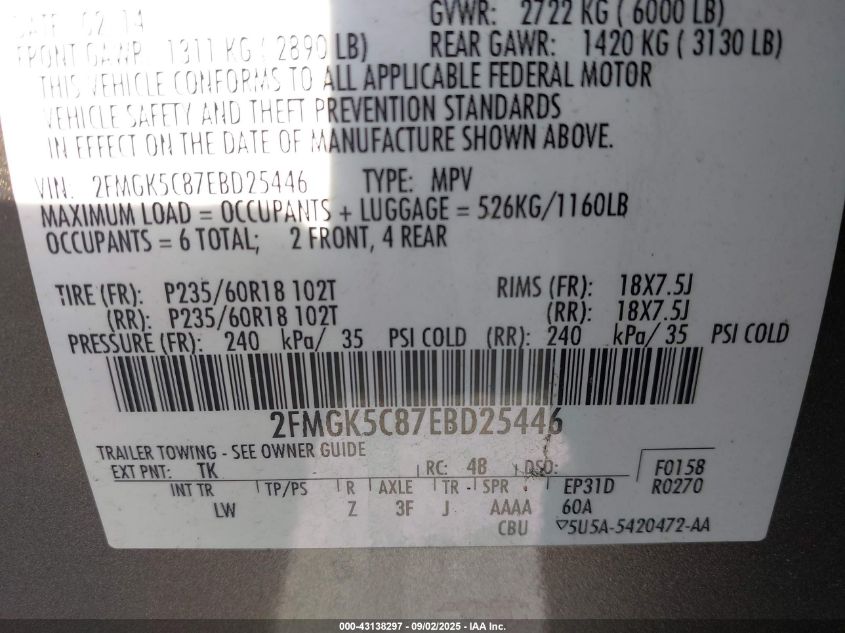 DATE 02 14 GVWR: 2722 KG ( 6000 LB)
FRONT GAWR: 1311 KG ( 2890 LB) REAR GAWR: 1420 KG ( 3130 LB)
THIS VEHICLE CONFORMS TO ALL APPLICABLE FEDERAL MOTOR
VEHICLE SAFETY AND THEFT PREVENTION STANDARDS
IN EFFECT ON THE DATE OF MANUFACTURE SHOWN ABOVE.
VIN: 2FMGK5C87EBD25446 TYPE: MPV
MAXIMUM LOAD = OCCUPANTS + LUGGAGE = 526KG/1160LB
OCCUPANTS = 6 TOTAL; 2 FRONT, 4 REAR
TIRE (FR): P235/60R18 102T RIMS (FR): 18X7.5J
(RR): P235/60R18 102T (RR): 18X7.5J
PRESSURE (FR): 240 kPa/ 35 PSI COLD (RR): 240 kPa/ 35 PSI COLD
2FMGK5C87EBD25446
TRAILER TOWING - SEE OWNER GUIDE
EXT PNT: TK RC: 48 DSO: F0158
INT TR TP/PS R AXLE TR SPR EP31D R0270
LW Z 3F J AAAA 60A
CBU ▽5U5A-5420472-AA
000-43138297 - 09/02/2025 - IAA Inc.